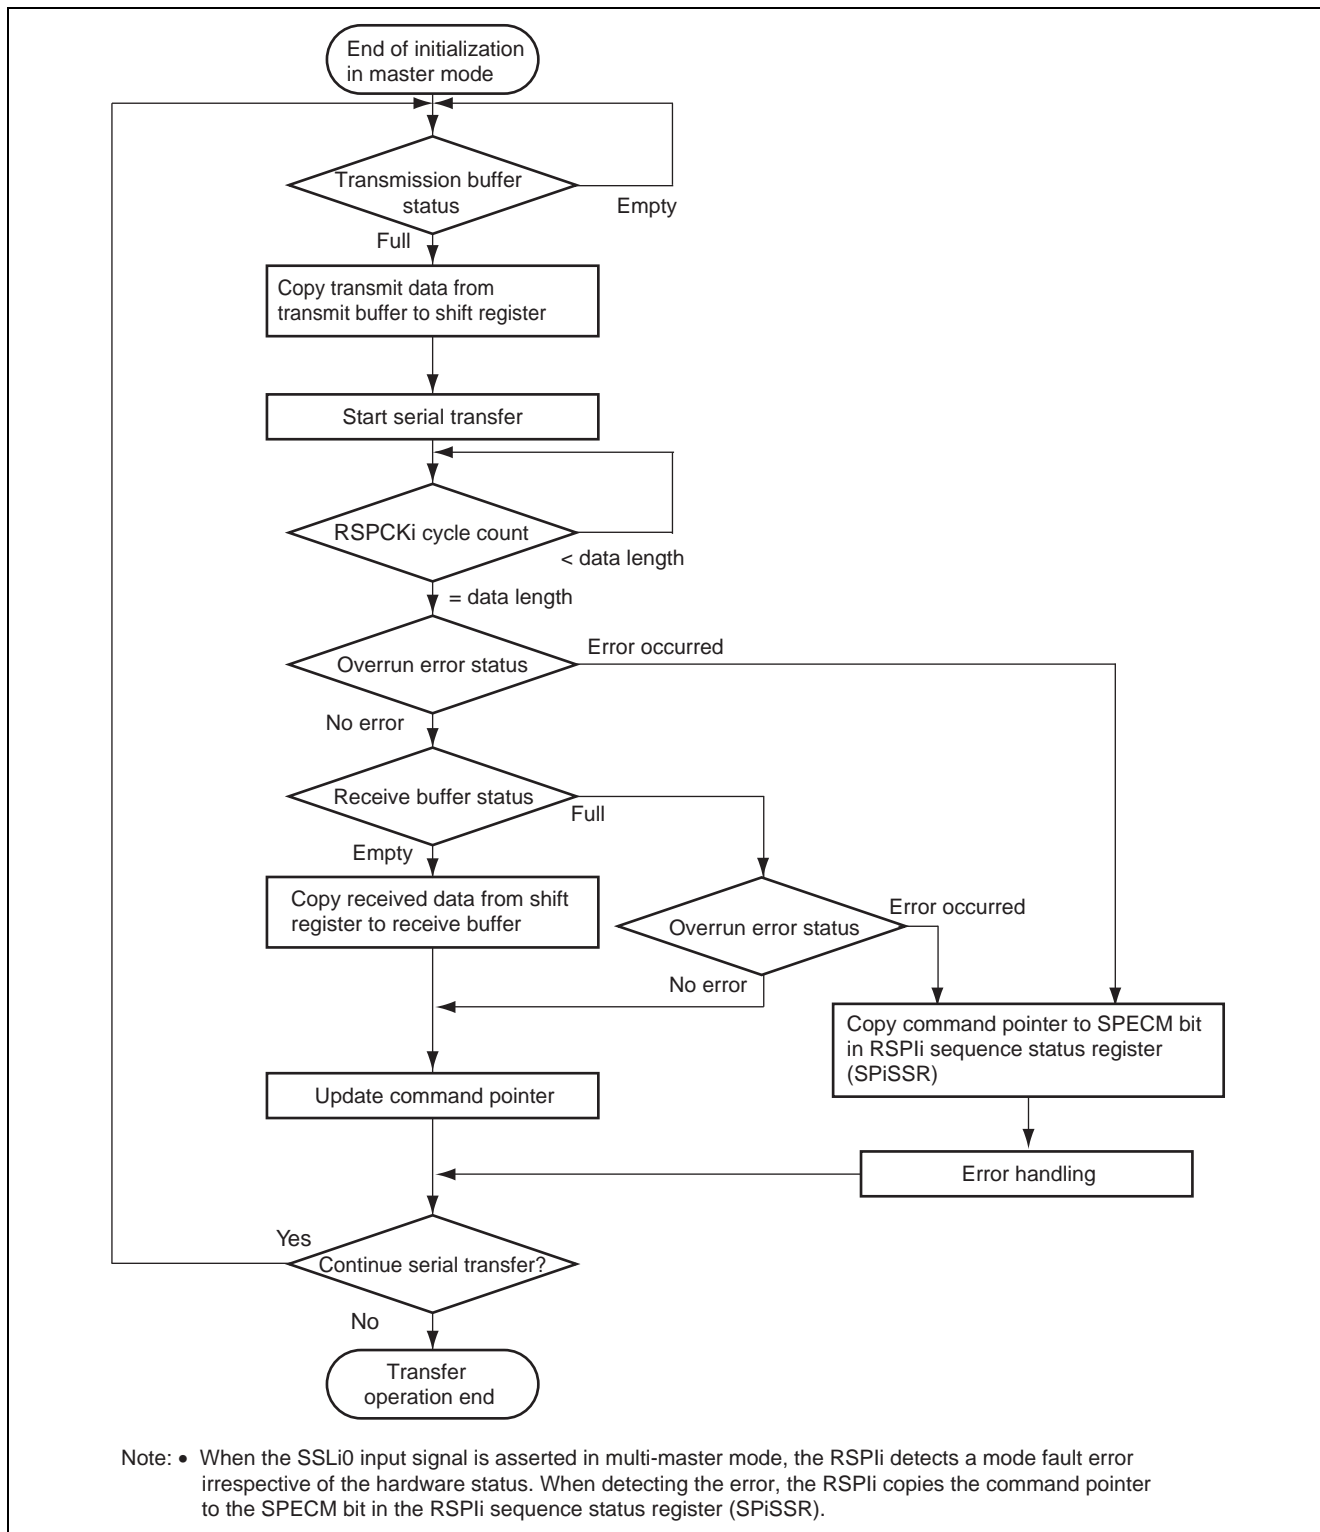 End of initialization
in master mode
Transmission buffer
status
Empty
Full
Copy transmit data from
transmit buffer to shift register
Start serial transfer
RSPCKi cycle count
< data length
= data length
Overrun error status
Error occurred
No error
Receive buffer status
Full
Empty
Copy received data from shift
register to receive buffer
Overrun error status
Error occurred
No error
Copy command pointer to SPECM bit
in RSPIi sequence status register
(SPiSSR)
Update command pointer
Error handling
Yes
Continue serial transfer?
No
Transfer
operation end
Note: • When the SSLi0 input signal is asserted in multi-master mode, the RSPIi detects a mode fault error
irrespective of the hardware status. When detecting the error, the RSPIi copies the command pointer
to the SPECM bit in the RSPIi sequence status register (SPiSSR).